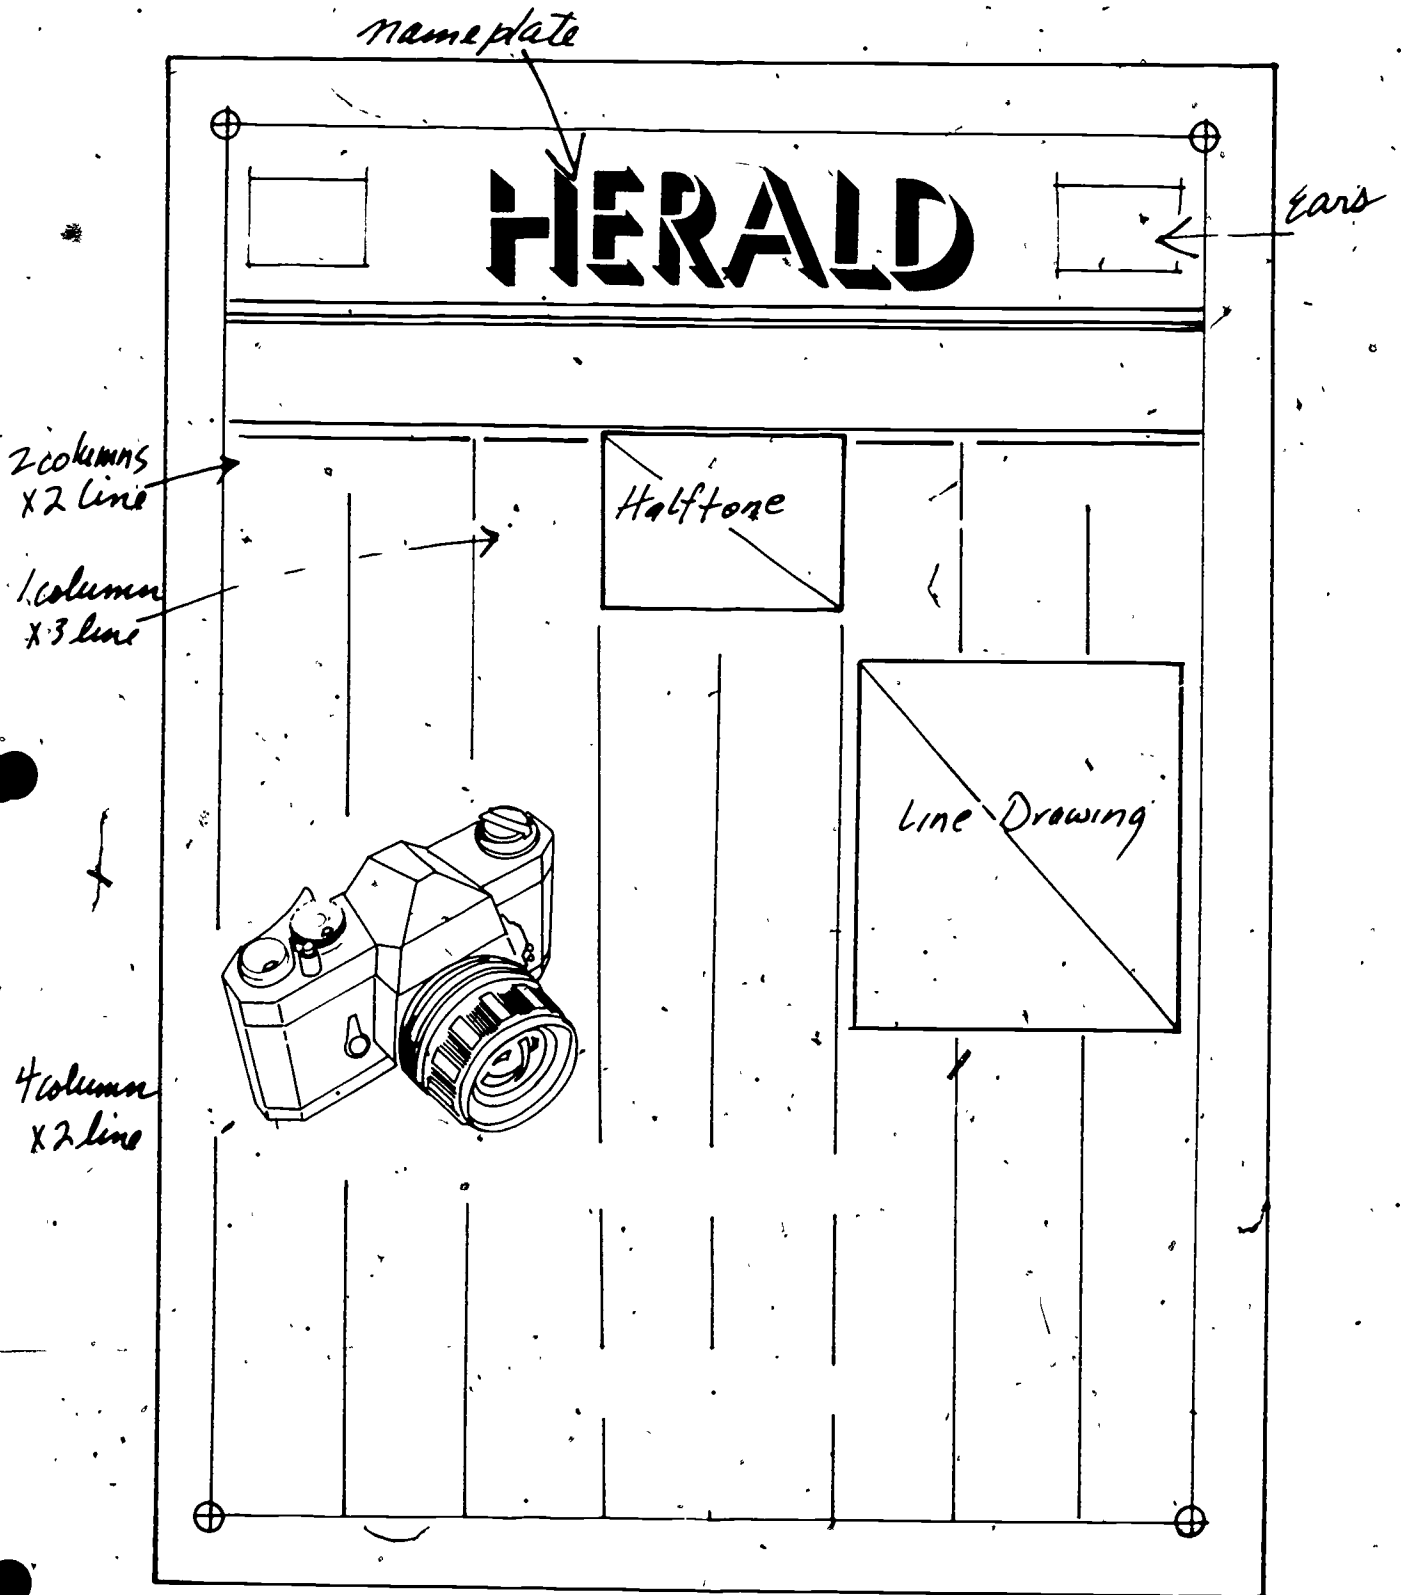 nameplate
HERALD
ears
2 columns
x 2 line
Halftone
1 column
x 3 line
Line Drawing
4 column
x 2 line